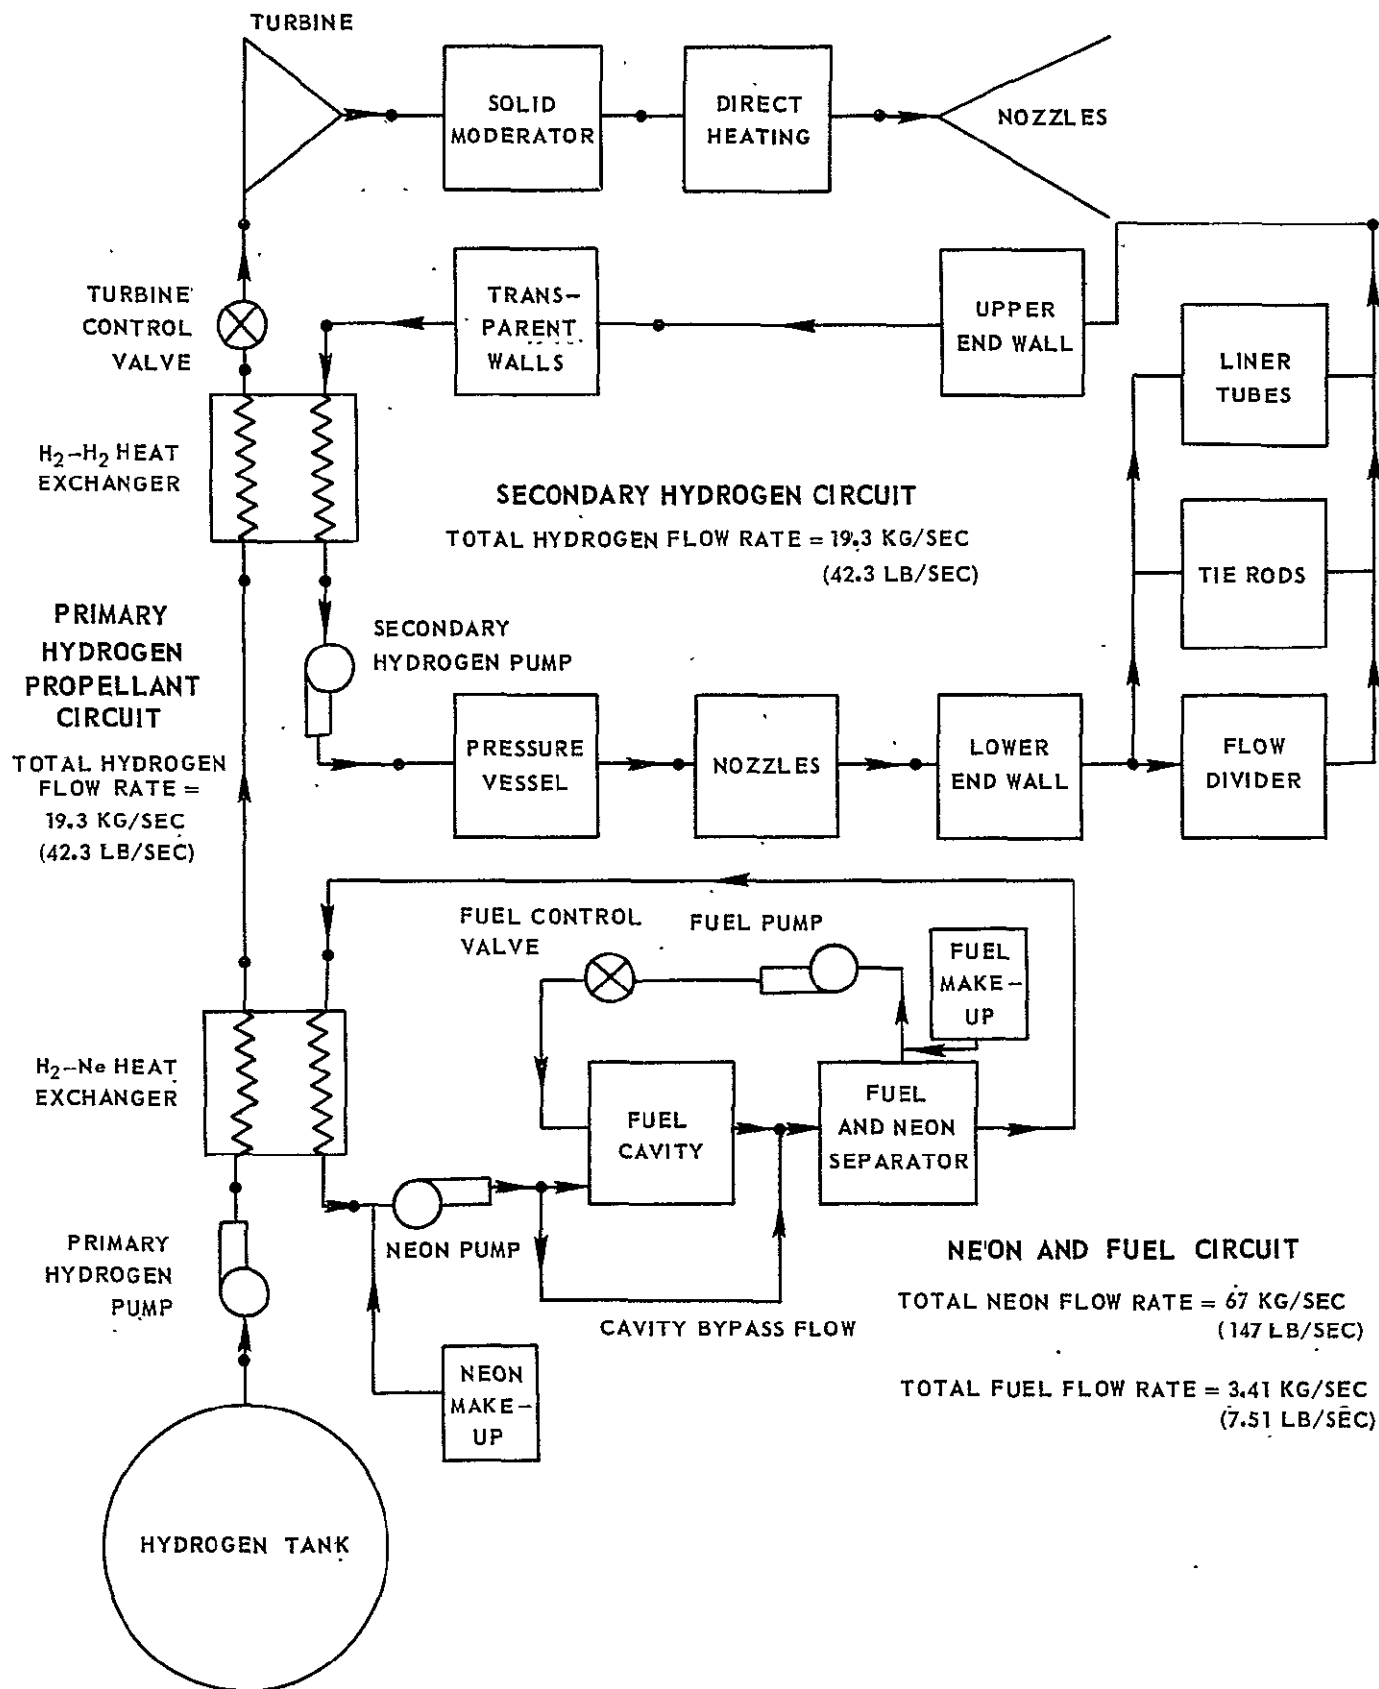 TURBINE
SOLID
MODERATOR
DIRECT
HEATING
NOZZLES
TURBINE
CONTROL
VALVE
TRANS-
PARENT
WALLS
UPPER
END WALL
LINER
TUBES
H2-H2 HEAT
EXCHANGER
SECONDARY HYDROGEN CIRCUIT
TOTAL HYDROGEN FLOW RATE = 19.3 KG/SEC
(42.3 LB/SEC)
TIE RODS
PRIMARY
HYDROGEN
PROPELLANT
CIRCUIT
TOTAL HYDROGEN
FLOW RATE =
19.3 KG/SEC
(42.3 LB/SEC)
SECONDARY
HYDROGEN PUMP
PRESSURE
VESSEL
NOZZLES
LOWER
END WALL
FLOW
DIVIDER
FUEL CONTROL
VALVE
FUEL PUMP
FUEL
MAKE-
UP
H2-Ne HEAT
EXCHANGER
FUEL
CAVITY
FUEL
AND NEON
SEPARATOR
PRIMARY
HYDROGEN
PUMP
NEON PUMP
CAVITY BYPASS FLOW
NEON
MAKE-
UP
NE'ON AND FUEL CIRCUIT
TOTAL NEON FLOW RATE = 67 KG/SEC
(147 LB/SEC)
TOTAL FUEL FLOW RATE = 3.41 KG/SEC
(7.51 LB/SEC)
HYDROGEN TANK